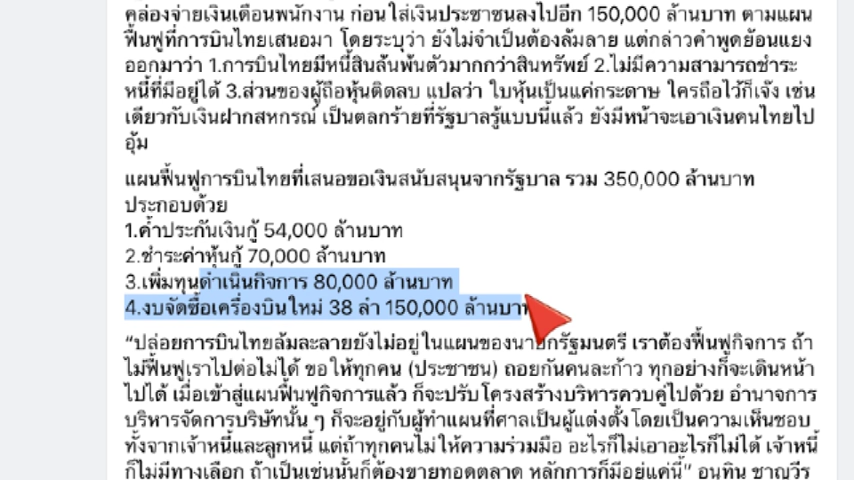 คล่องจ่ายเงินเดือนพนักงาน ก่อนใส่เงินประชาชนลงไปอีก 150,000 ล้านบาท ตามแผน
ฟื้นฟูที่การบินไทยเสนอมา โดยระบุว่า ยังไม่จำเป็นต้องล้มลาย แต่กล่าวคำพูดย้อนแยง
ออกมาว่า 1.การบินไทยมีหนี้สินล้นพ้นตัวมากกว่าสินทรัพย์ 2.ไม่มีความสามารถชำระ
หนี้ที่มีอยู่ได้ 3.ส่วนของผู้ถือหุ้นติดลบ แปลว่า ใบหุ้นเป็นแค่กระดาษ ใครถือไว้ก็เจ๊ง เช่น
เดียวกับเงินฝากสหกรณ์ เป็นตลกร้ายที่รัฐบาลรู้แบบนี้แล้ว ยังมีหน้าจะเอาเงินคนไทยไป
อุ้ม
แผนฟื้นฟูการบินไทยที่เสนอขอเงินสนับสนุนจากรัฐบาล รวม 350,000 ล้านบาท
ประกอบด้วย
1.ค้ำประกันเงินกู้ 54,000 ล้านบาท
2.ชำระค่าหุ้นกู้ 70,000 ล้านบาท
3.เพิ่มทุนดำเนินกิจการ 80,000 ล้านบาท
4.งบจัดซื้อเครื่องบินใหม่ 38 ลำ 150,000 ล้านบาท
“ปล่อยการบินไทยล้มละลายยังไม่อยู่ในแผนของนายกรัฐมนตรี เราต้องฟื้นฟูกิจการ ถ้า
ไม่ฟื้นฟูเราไปต่อไม่ได้ ขอให้ทุกคน (ประชาชน) ถอยกันคนละก้าว ทุกอย่างก็จะเดินหน้า
ไปได้ เมื่อเข้าสู่แผนฟื้นฟูกิจการแล้ว ก็จะปรับโครงสร้างบริหารควบคู่ไปด้วย อำนาจการ
บริหารจัดการบริษัทนั้น ๆ ก็จะอยู่กับผู้ทำแผนที่ศาลเป็นผู้แต่งตั้งโดยเป็นความเห็นชอบ
ทั้งจากเจ้าหนี้และลูกหนี้ แต่ถ้าทุกคนไม่ให้ความร่วมมือ อะไรก็ไม่เอาอะไรก็ไม่ได้ เจ้าหนี้
ก็ไม่มีทางเลือก ถ้าเป็นเช่นนั้นก็ต้องขายทอดตลาด หลักการก็มีอยู่แค่นี้” อนุทิน ชาญวีร